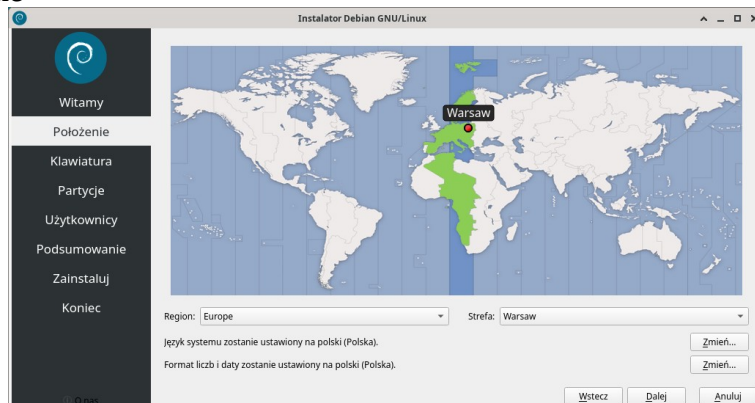 Instalator Debian GNU/Linux
Witamy
Położenie
Klawiatura
Partycje
Użytkownicy
Podsumowanie
Zainstaluj
Koniec
O nas
Warsaw
Region: Europe
Strefa: Warsaw
Język systemu zostanie ustawiony na polski (Polska).
Zmień...
Format liczb i daty zostanie ustawiony na polski (Polska).
Zmień...
Wstecz
Dalej
Anuluj